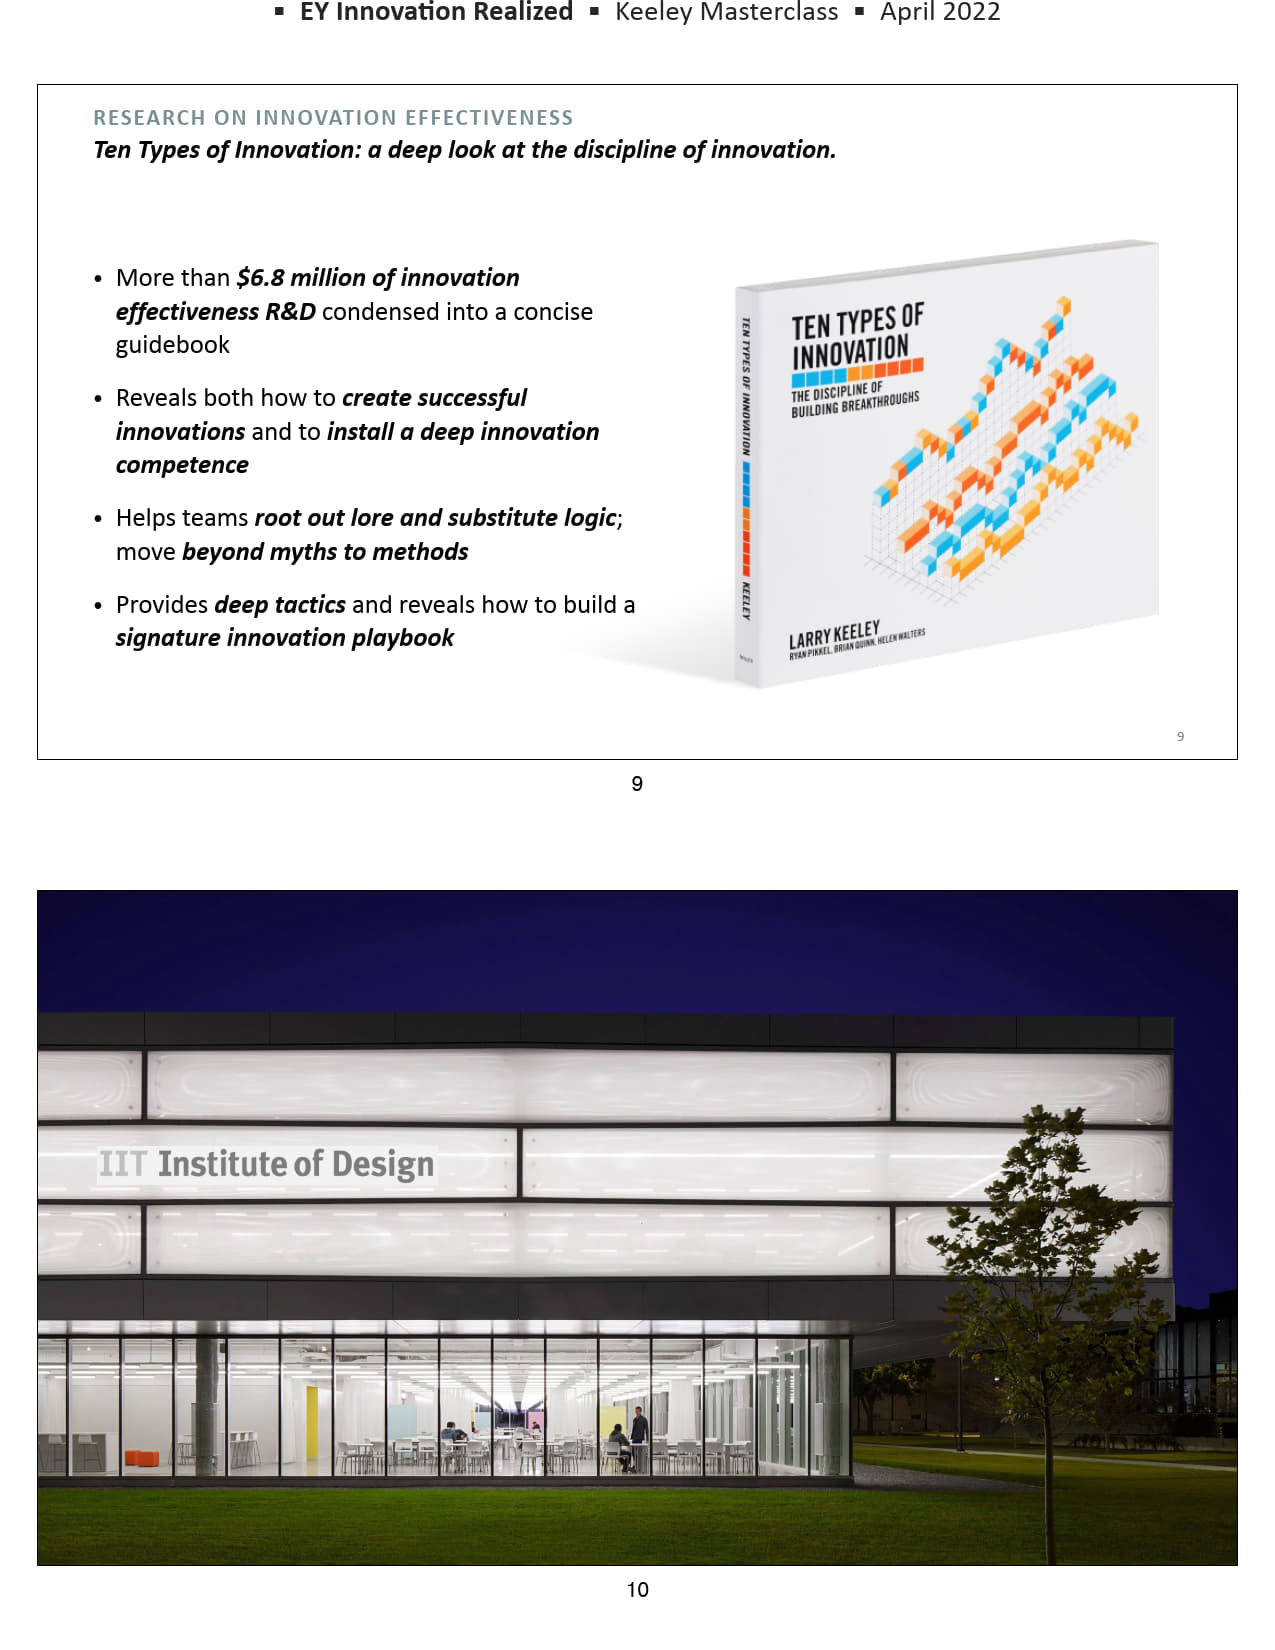 ▪ EY Innovation Realized ▪ Keeley Masterclass ▪ April 2022
RESEARCH ON INNOVATION EFFECTIVENESS
Ten Types of Innovation: a deep look at the discipline of innovation.
• More than $6.8 million of innovation
effectiveness R&D condensed into a concise
guidebook
• Reveals both how to create successful
innovations and to install a deep innovation
competence
• Helps teams root out lore and substitute logic;
move beyond myths to methods
• Provides deep tactics and reveals how to build a
signature innovation playbook
TEN TYPES OF INNOVATION
KEELEY
WILEY
TEN TYPES OF
INNOVATION
THE DISCIPLINE OF
BUILDING BREAKTHROUGHS
LARRY KEELEY
RYAN PIKKEL, BRIAN QUINN, HELEN WALTERS
9
9
IIT Institute of Design
10